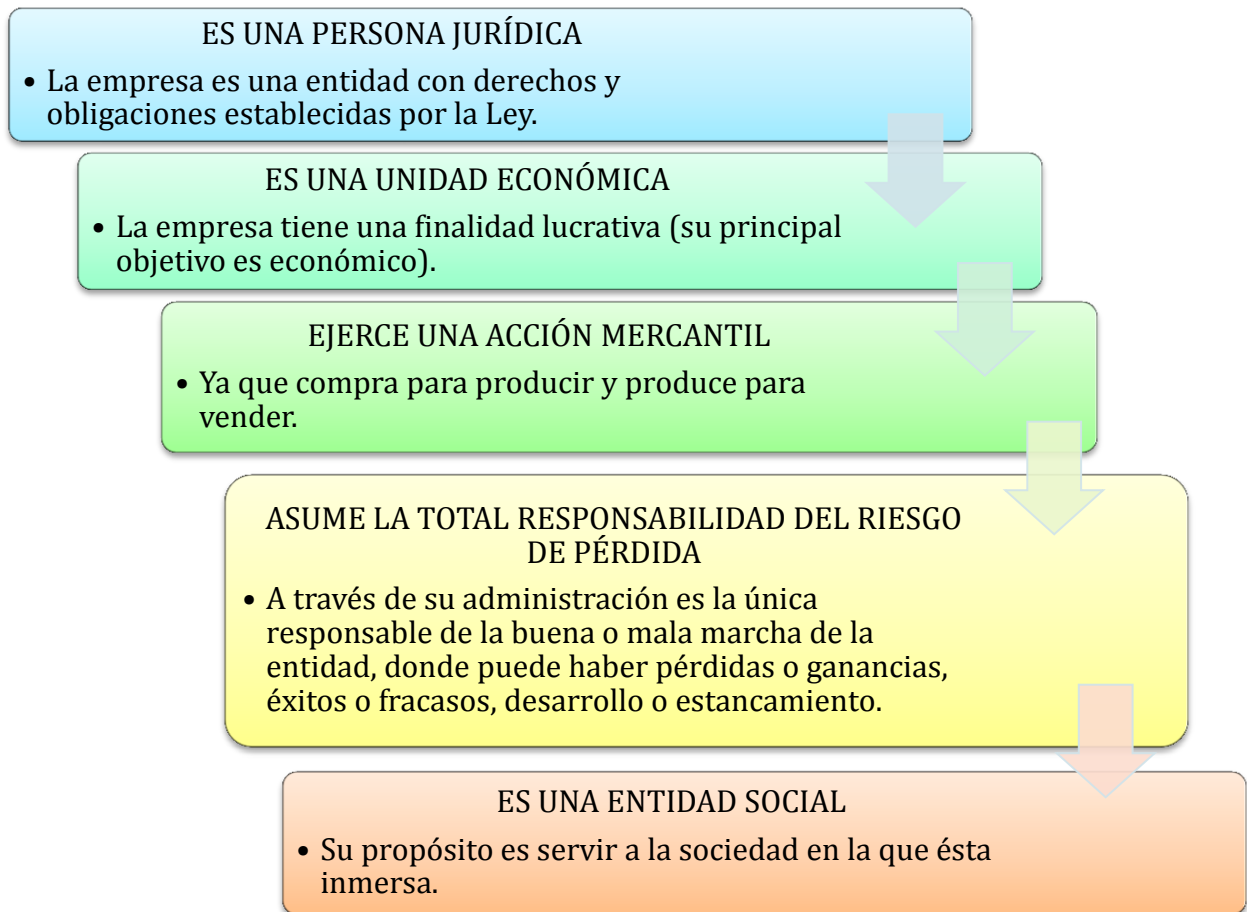 ES UNA PERSONA JURÍDICA
• La empresa es una entidad con derechos y
obligaciones establecidas por la Ley.
ES UNA UNIDAD ECONÓMICA
• La empresa tiene una finalidad lucrativa (su principal
objetivo es económico).
EJERCE UNA ACCIÓN MERCANTIL
• Ya que compra para producir y produce para
vender.
ASUME LA TOTAL RESPONSABILIDAD DEL RIESGO
DE PÉRDIDA
• A través de su administración es la única
responsable de la buena o mala marcha de la
entidad, donde puede haber pérdidas o ganancias,
éxitos o fracasos, desarrollo o estancamiento.
ES UNA ENTIDAD SOCIAL
• Su propósito es servir a la sociedad en la que ésta
inmersa.